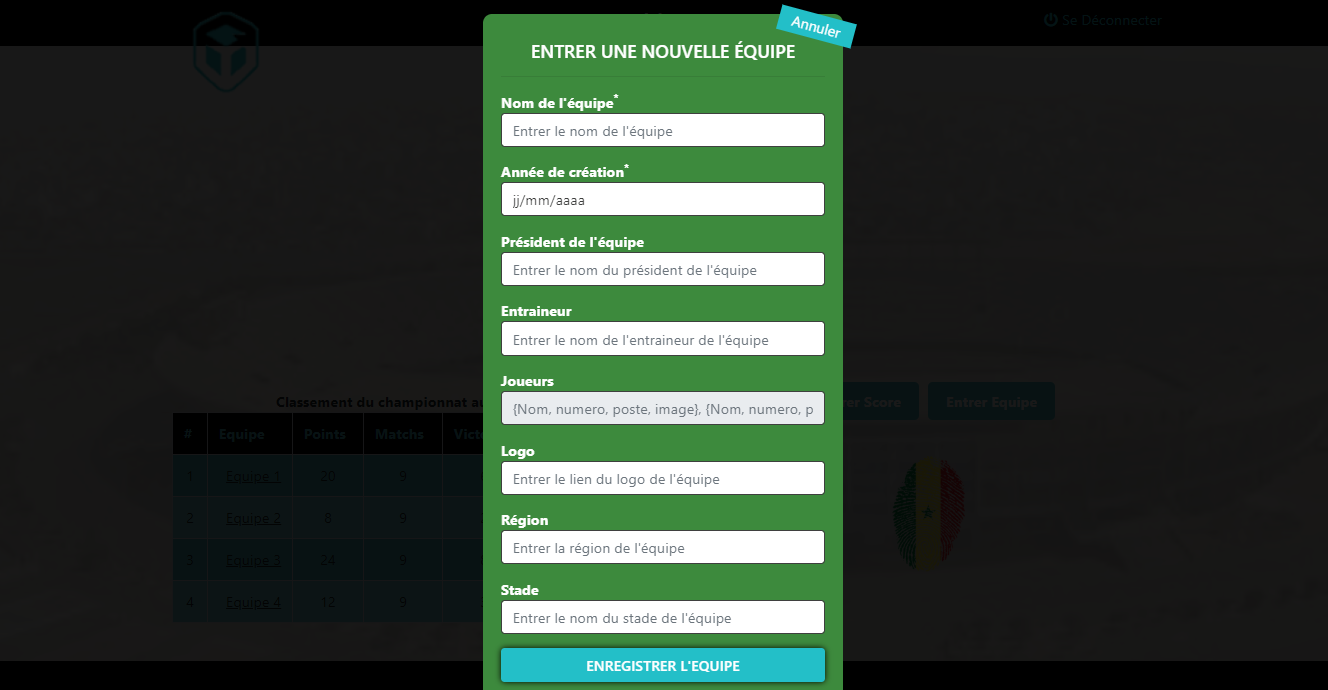 Se Déconnecter
Annuler
ENTRER UNE NOUVELLE ÉQUIPE
Nom de l'équipe*
Entrer le nom de l'équipe
Année de création*
jj/mm/aaaa
Président de l'équipe
Entrer le nom du président de l'équipe
Entraineur
Entrer le nom de l'entraineur de l'équipe
Joueurs
{Nom, numero, poste, image}, {Nom, numero, p
Logo
Entrer le lien du logo de l'équipe
Région
Entrer la région de l'équipe
Stade
Entrer le nom du stade de l'équipe
ENREGISTRER L'EQUIPE
Classement du championnat au
# Equipe Points Matchs Vict
1 Equipe 1 20 9
2 Equipe 2 8 9
3 Equipe 3 24 9
4 Equipe 4 12 9
rer Score
Entrer Equipe